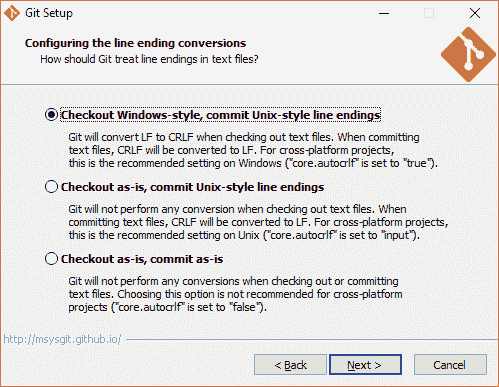 Git Setup
Configuring the line ending conversions
How should Git treat line endings in text files?
Checkout Windows-style, commit Unix-style line endings
Git will convert LF to CRLF when checking out text files. When committing
text files, CRLF will be converted to LF. For cross-platform projects,
this is the recommended setting on Windows ("core.autocrlf" is set to "true").
Checkout as-is, commit Unix-style line endings
Git will not perform any conversion when checking out text files. When
committing text files, CRLF will be converted to LF. For cross-platform projects,
this is the recommended setting on Unix ("core.autocrlf" is set to "input").
Checkout as-is, commit as-is
Git will not perform any conversions when checking out or committing
text files. Choosing this option is not recommended for cross-platform
projects ("core.autocrlf" is set to "false").
http://msysgit.github.io/
< Back
Next >
Cancel